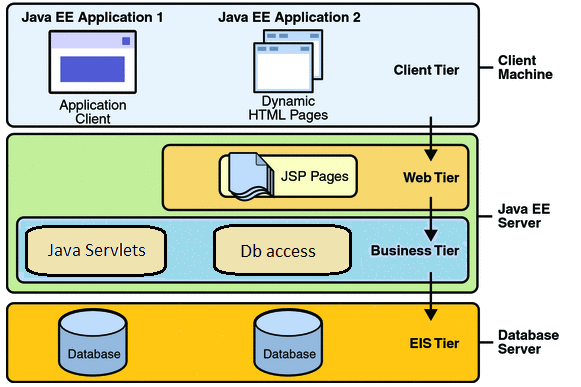 Java EE Application 1
Java EE Application 2
Application
Client
Dynamic
HTML Pages
Client Tier
Client
Machine
JSP Pages
Web Tier
Java EE
Server
Java Servlets
Db access
Business Tier
Database
Database
EIS Tier
Database
Server